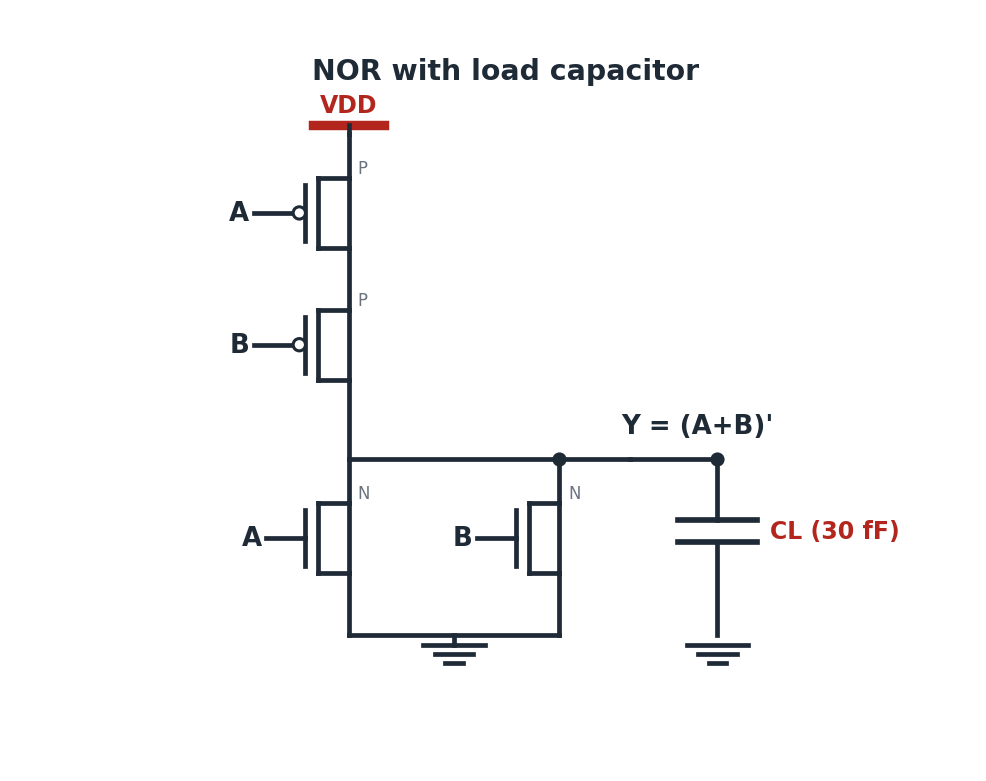 NOR with load capacitor
VDD
P
A
P
B
Y = (A+B)'
N
N
A
B
CL (30 fF)